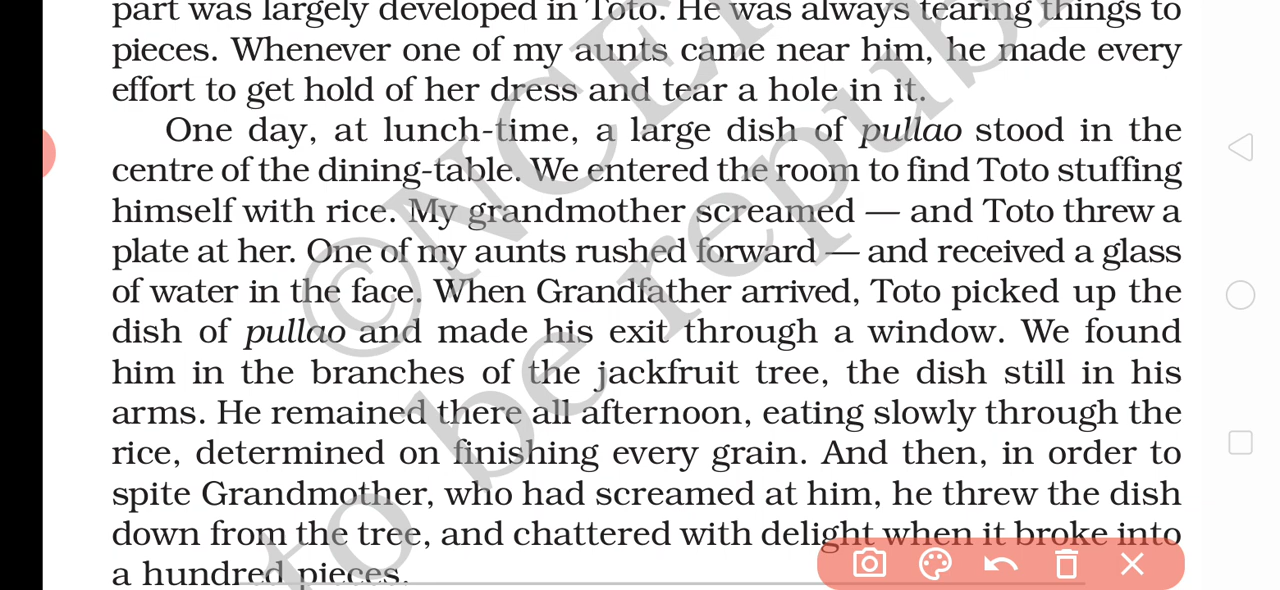 part was largely developed in Toto. He was always tearing things to
pieces. Whenever one of my aunts came near him, he made every
effort to get hold of her dress and tear a hole in it.
One day, at lunch-time, a large dish of pullao stood in the
centre of the dining-table. We entered the room to find Toto stuffing
himself with rice. My grandmother screamed — and Toto threw a
plate at her. One of my aunts rushed forward — and received a glass
of water in the face. When Grandfather arrived, Toto picked up the
dish of pullao and made his exit through a window. We found
him in the branches of the jackfruit tree, the dish still in his
arms. He remained there all afternoon, eating slowly through the
rice, determined on finishing every grain. And then, in order to
spite Grandmother, who had screamed at him, he threw the dish
down from the tree, and chattered with delight when it broke into
a hundred pieces.
©NCE
to be repub